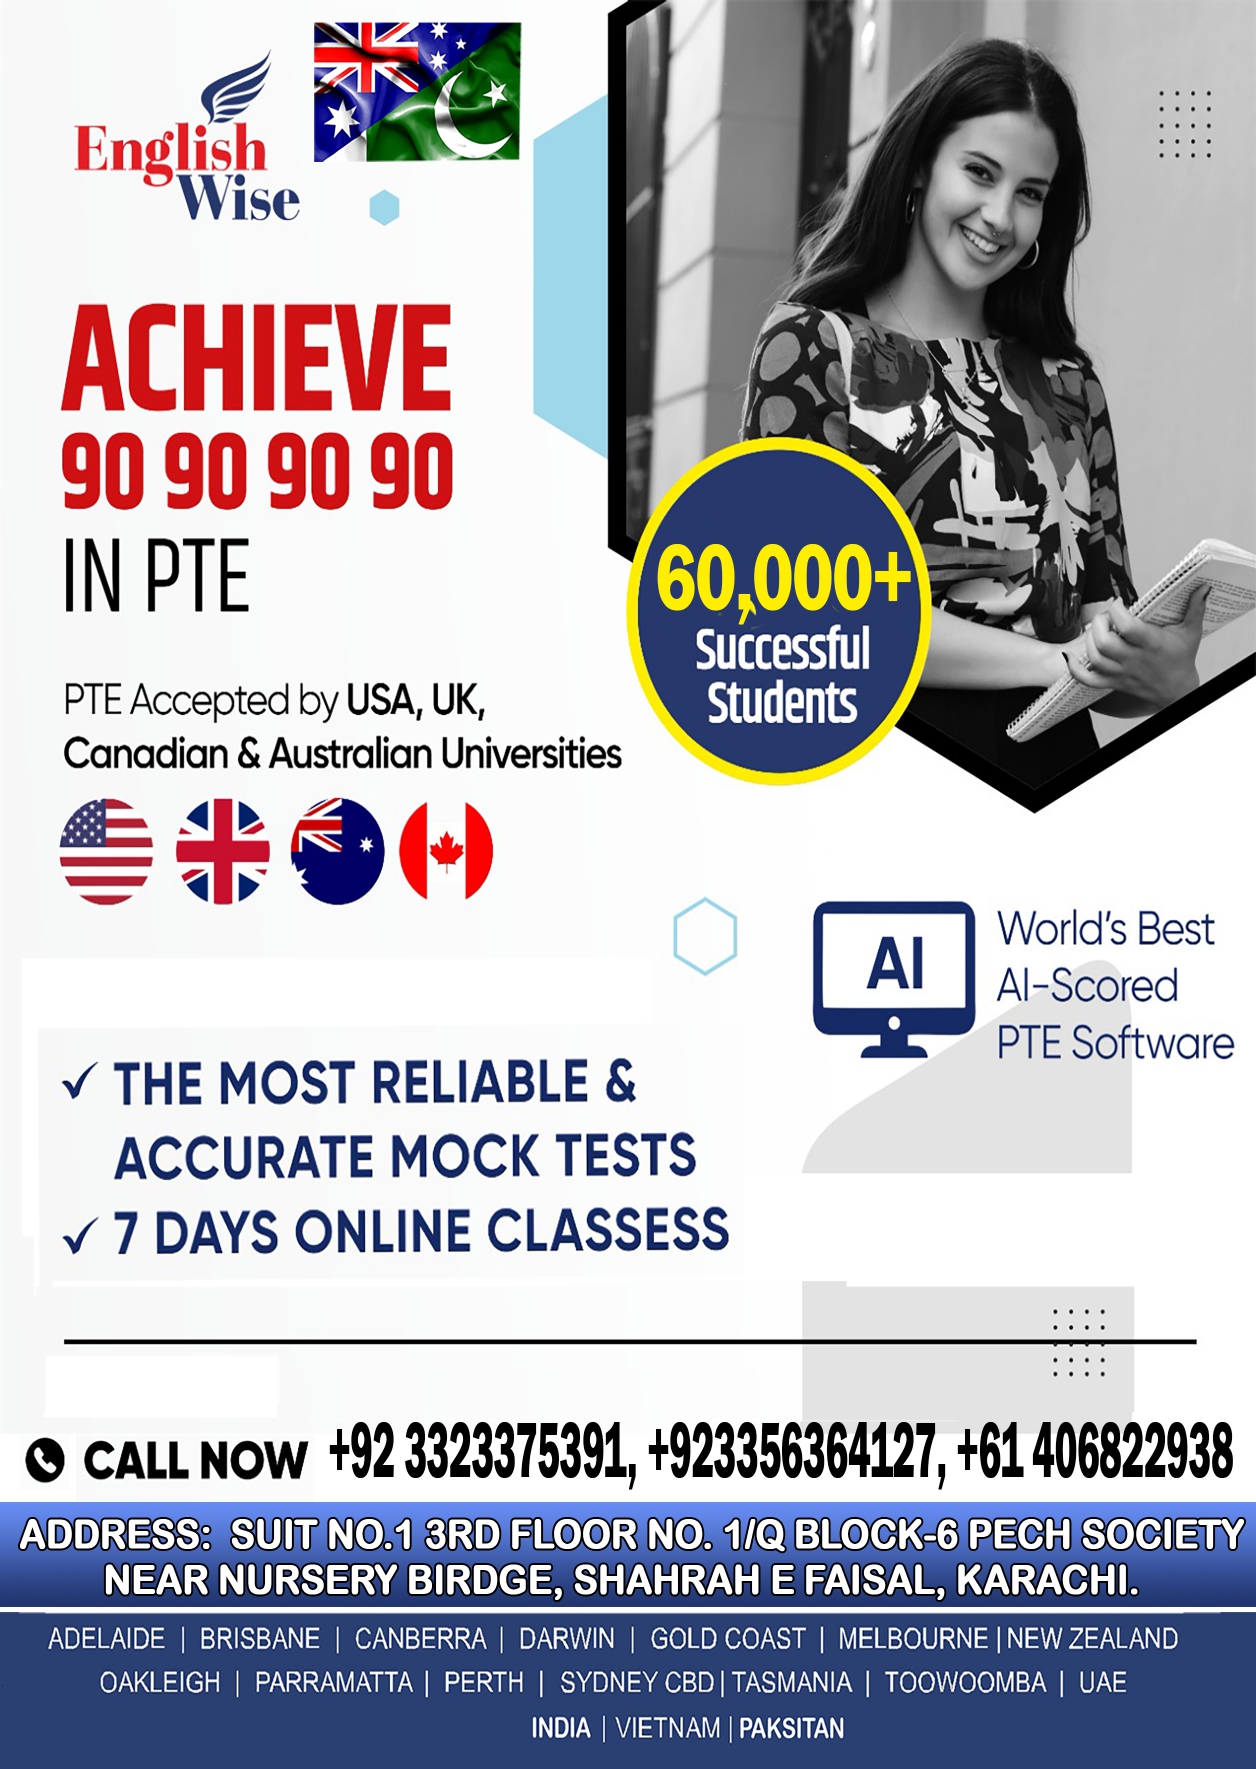 English
Wise
ACHIEVE
90 90 90 90
IN PTE
60,000+
Successful
Students
PTE Accepted by USA, UK,
Canadian & Australian Universities
AI
World's Best
AI-Scored
PTE Software
✓ THE MOST RELIABLE &
ACCURATE MOCK TESTS
✓ 7 DAYS ONLINE CLASSESS
CALL NOW +92 3323375391, +923356364127, +61 406822938
ADDRESS: SUIT NO.1 3RD FLOOR NO. 1/Q BLOCK-6 PECH SOCIETY
NEAR NURSERY BIRDGE, SHAHRAH E FAISAL, KARACHI.
ADELAIDE | BRISBANE | CANBERRA | DARWIN | GOLD COAST | MELBOURNE | NEW ZEALAND
OAKLEIGH | PARRAMATTA | PERTH | SYDNEY CBD | TASMANIA | TOOWOOMBA | UAE
INDIA | VIETNAM | PAKSITAN